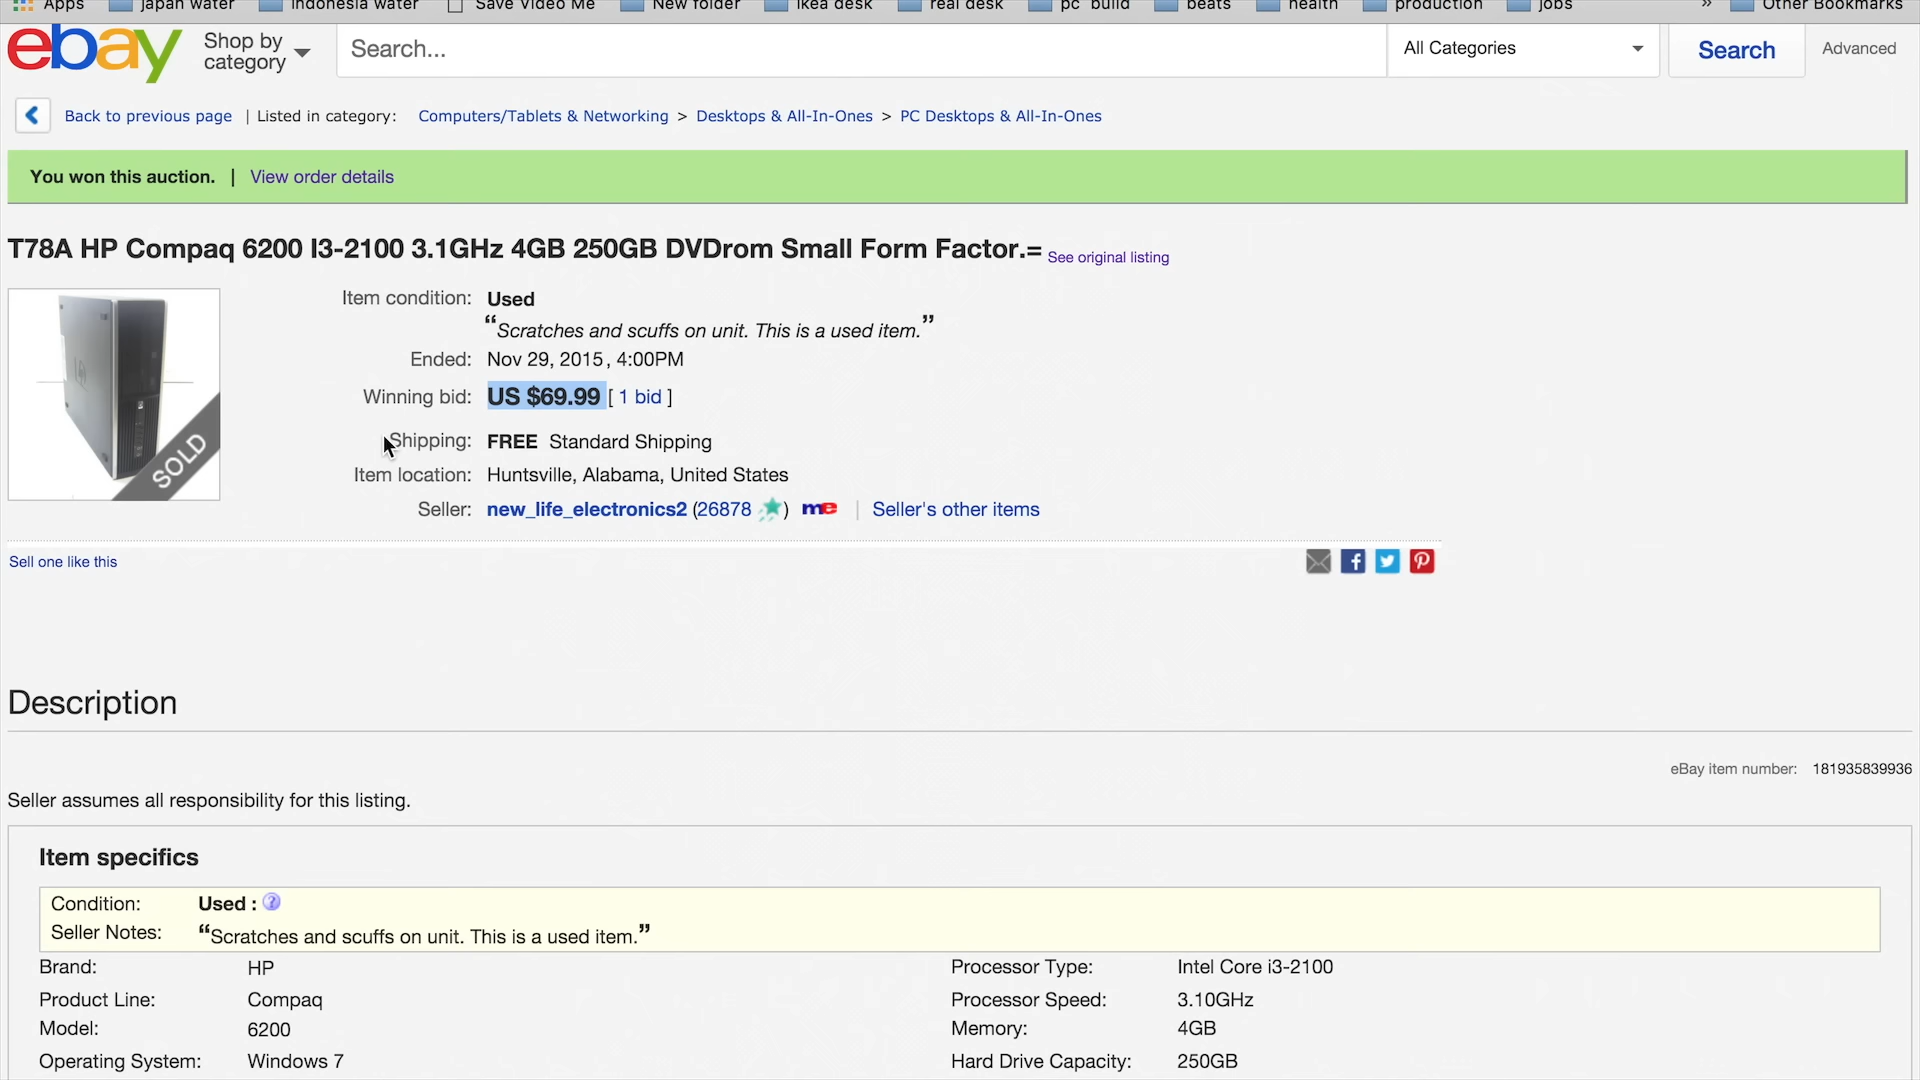 Apps japan water indonesia water Save Video Me New folder ikea desk real desk pc build beats health production jobs » Other Bookmarks
ebay Shop by category Search... All Categories Search Advanced
Back to previous page | Listed in category: Computers/Tablets & Networking > Desktops & All-In-Ones > PC Desktops & All-In-Ones
You won this auction. | View order details
T78A HP Compaq 6200 I3-2100 3.1GHz 4GB 250GB DVDrom Small Form Factor.= See original listing
SOLD
Item condition: Used
“Scratches and scuffs on unit. This is a used item.”
Ended: Nov 29, 2015 , 4:00PM
Winning bid: US $69.99 [ 1 bid ]
Shipping: FREE Standard Shipping
Item location: Huntsville, Alabama, United States
Seller: new_life_electronics2 (26878 ) me | Seller's other items
Sell one like this
Description
eBay item number: 181935839936
Seller assumes all responsibility for this listing.
Item specifics
Condition: Used : ?
Seller Notes: “Scratches and scuffs on unit. This is a used item.”
Brand: HP Processor Type: Intel Core i3-2100
Product Line: Compaq Processor Speed: 3.10GHz
Model: 6200 Memory: 4GB
Operating System: Windows 7 Hard Drive Capacity: 250GB